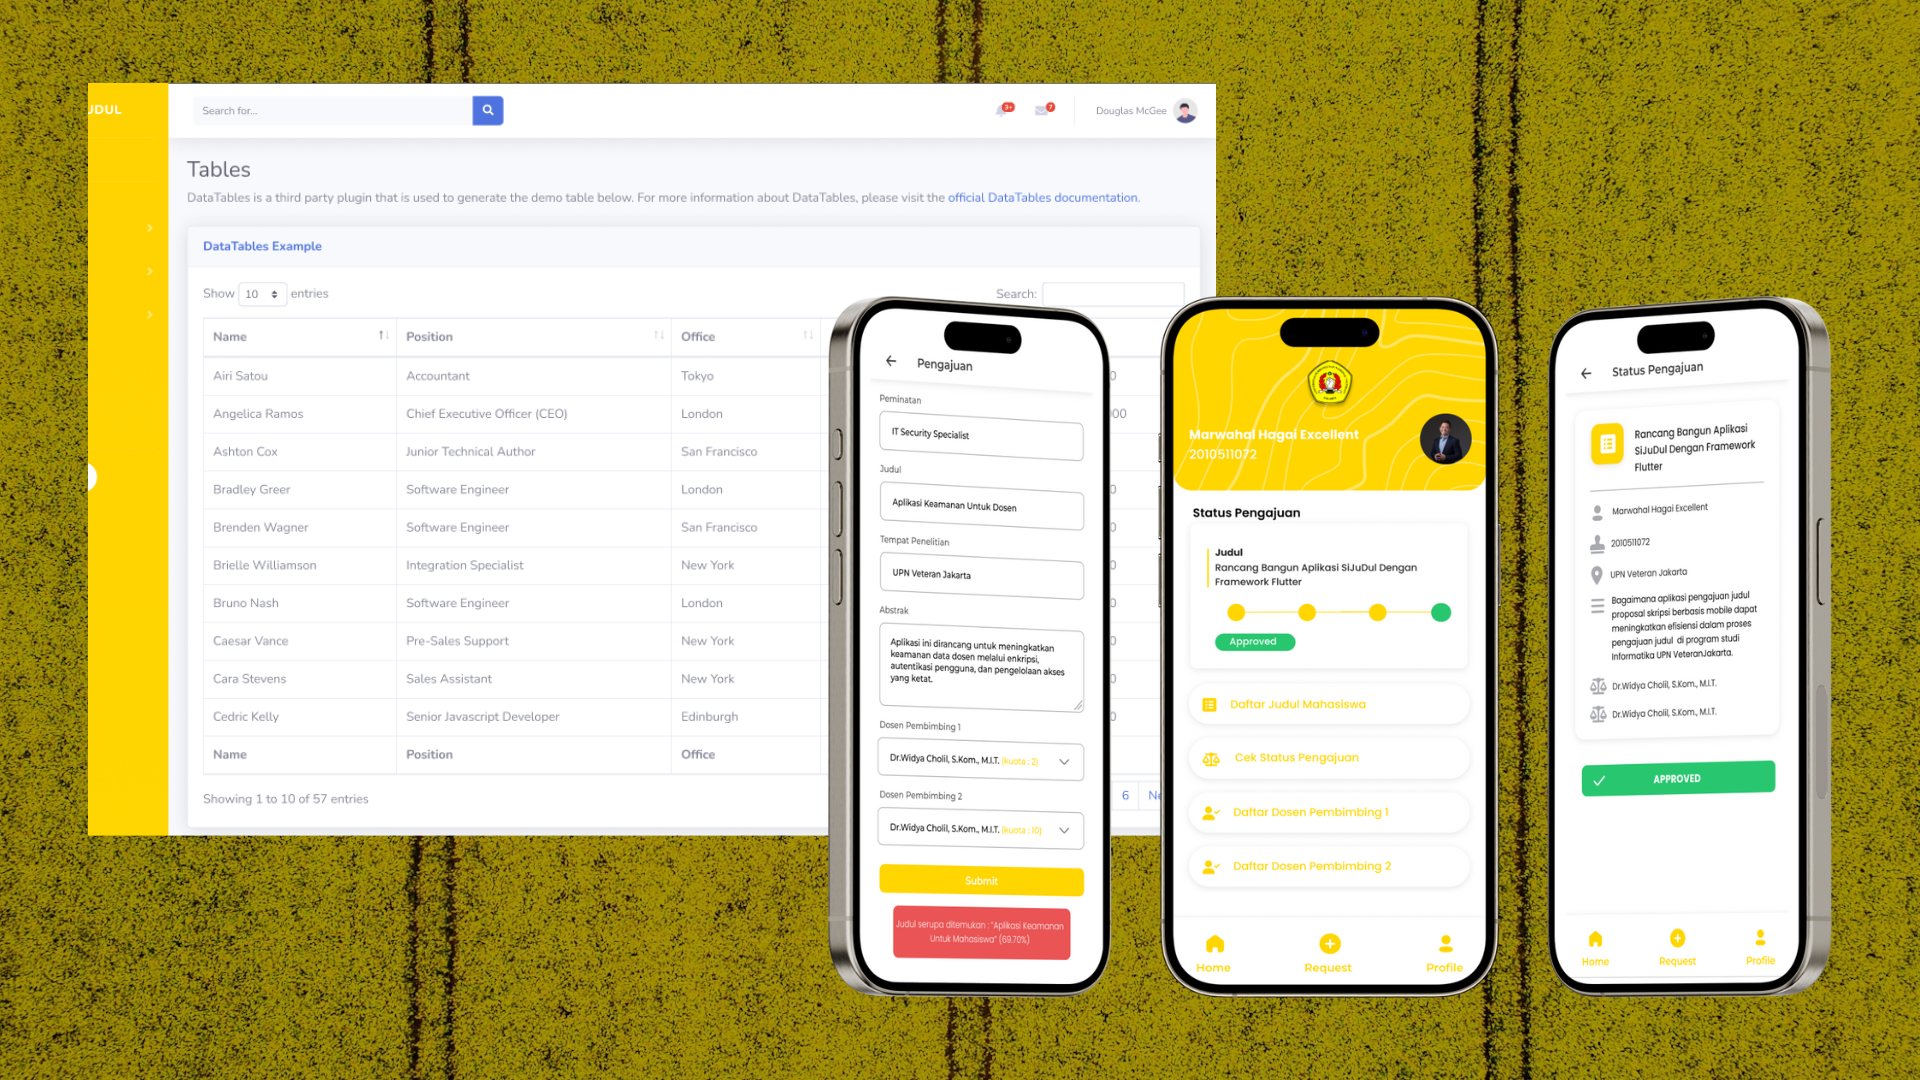 JUDUL
Search for...
3+
7
Douglas McGee
Tables
DataTables is a third party plugin that is used to generate the demo table below. For more information about DataTables, please visit the official DataTables documentation.
DataTables Example
Show 10 entries
Search:
Name Position Office
Airi Satou Accountant Tokyo
Angelica Ramos Chief Executive Officer (CEO) London
Ashton Cox Junior Technical Author San Francisco
Bradley Greer Software Engineer London
Brenden Wagner Software Engineer San Francisco
Brielle Williamson Integration Specialist New York
Bruno Nash Software Engineer London
Caesar Vance Pre-Sales Support New York
Cara Stevens Sales Assistant New York
Cedric Kelly Senior Javascript Developer Edinburgh
Name Position Office
Showing 1 to 10 of 57 entries
6
Pengajuan
Peminatan
IT Security Specialist
Judul
Aplikasi Keamanan Untuk Dosen
Tempat Penelitian
UPN Veteran Jakarta
Abstrak
Aplikasi ini dirancang untuk meningkatkan
keamanan data dosen melalui enkripsi,
autentikasi pengguna, dan pengelolaan akses
yang ketat.
Dosen Pembimbing 1
Dr.Widya Cholil, S.Kom., M.I.T. (kuota : 2)
Dosen Pembimbing 2
Dr.Widya Cholil, S.Kom., M.I.T. (kuota : 10)
Submit
Judul serupa ditemukan : "Aplikasi Keamanan
Untuk Mahasiswa" (69.70%)
Marwahal Hagai Excellent
2010511072
Status Pengajuan
Judul
Rancang Bangun Aplikasi SiJuDul Dengan
Framework Flutter
Approved
Daftar Judul Mahasiswa
Cek Status Pengajuan
Daftar Dosen Pembimbing 1
Daftar Dosen Pembimbing 2
Home Request Profile
Status Pengajuan
Rancang Bangun Aplikasi
SiJuDul Dengan Framework
Flutter
Marwahal Hagai Excellent
2010511072
UPN Veteran Jakarta
Bagaimana aplikasi pengajuan judul
proposal skripsi berbasis mobile dapat
meningkatkan efisiensi dalam proses
pengajuan judul di program studi
Informatika UPN VeteranJakarta.
Dr.Widya Cholil, S.Kom., M.I.T.
Dr.Widya Cholil, S.Kom., M.I.T.
APPROVED
Home Request Profile